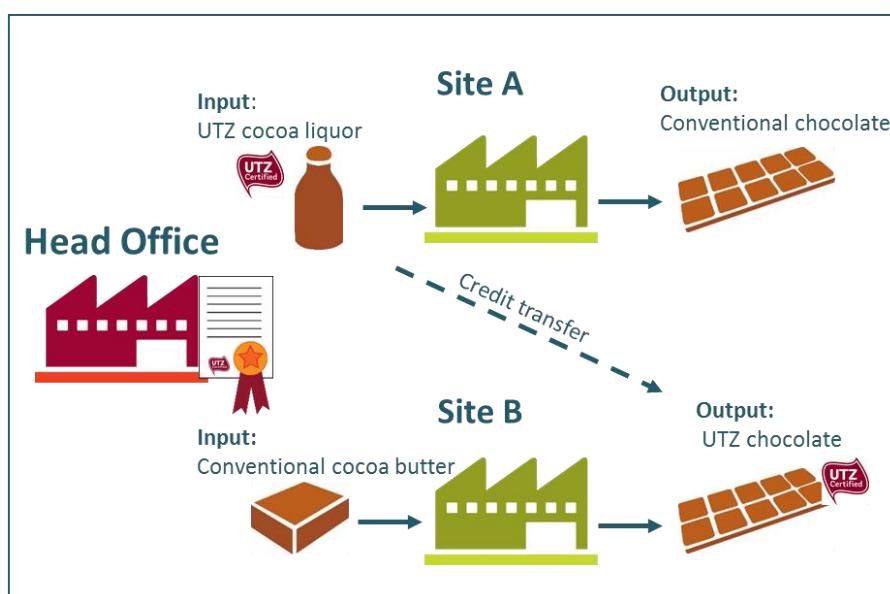 Site A
Input:
UTZ cocoa liquor
UTZ
Certified
Output:
Conventional chocolate
Head Office
UTZ
Credit transfer
Site B
Input:
Conventional cocoa butter
Output:
UTZ chocolate
UTZ
Certified